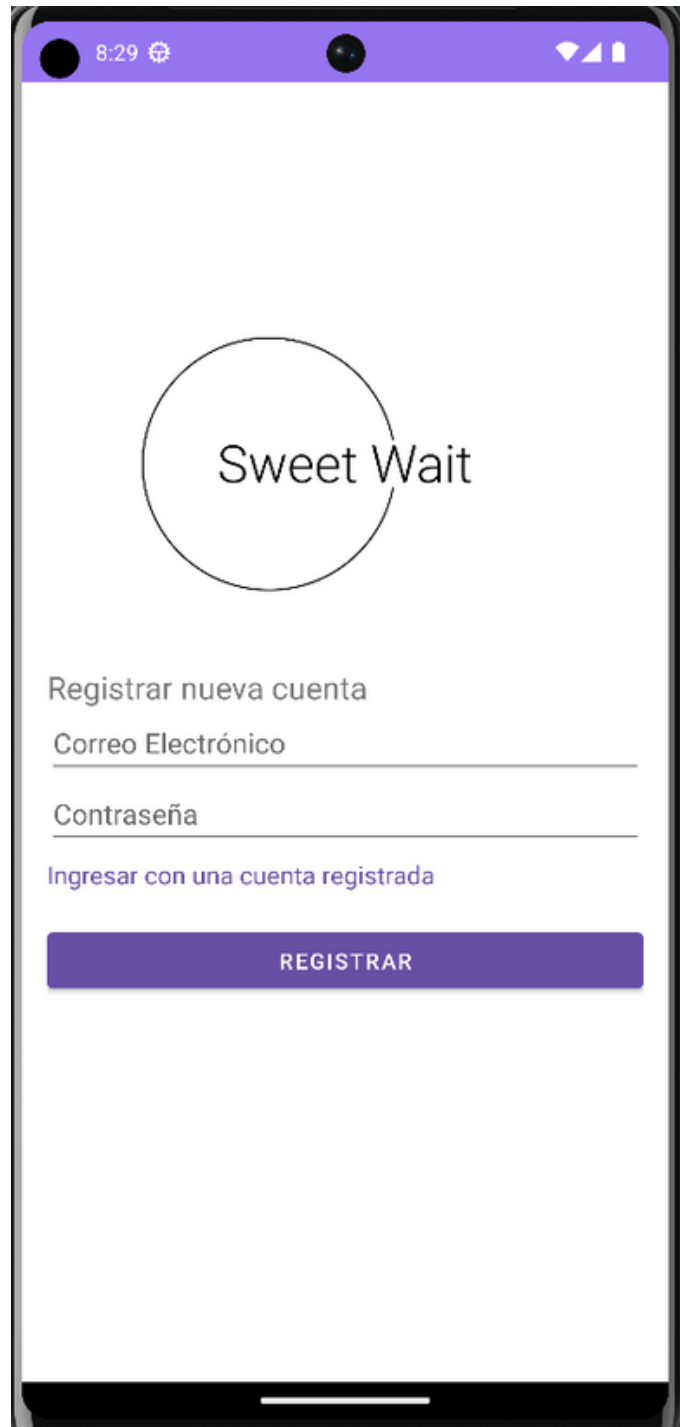 8:29
Sweet Wait
Registrar nueva cuenta
Correo Electrónico
Contraseña
Ingresar con una cuenta registrada
REGISTRAR